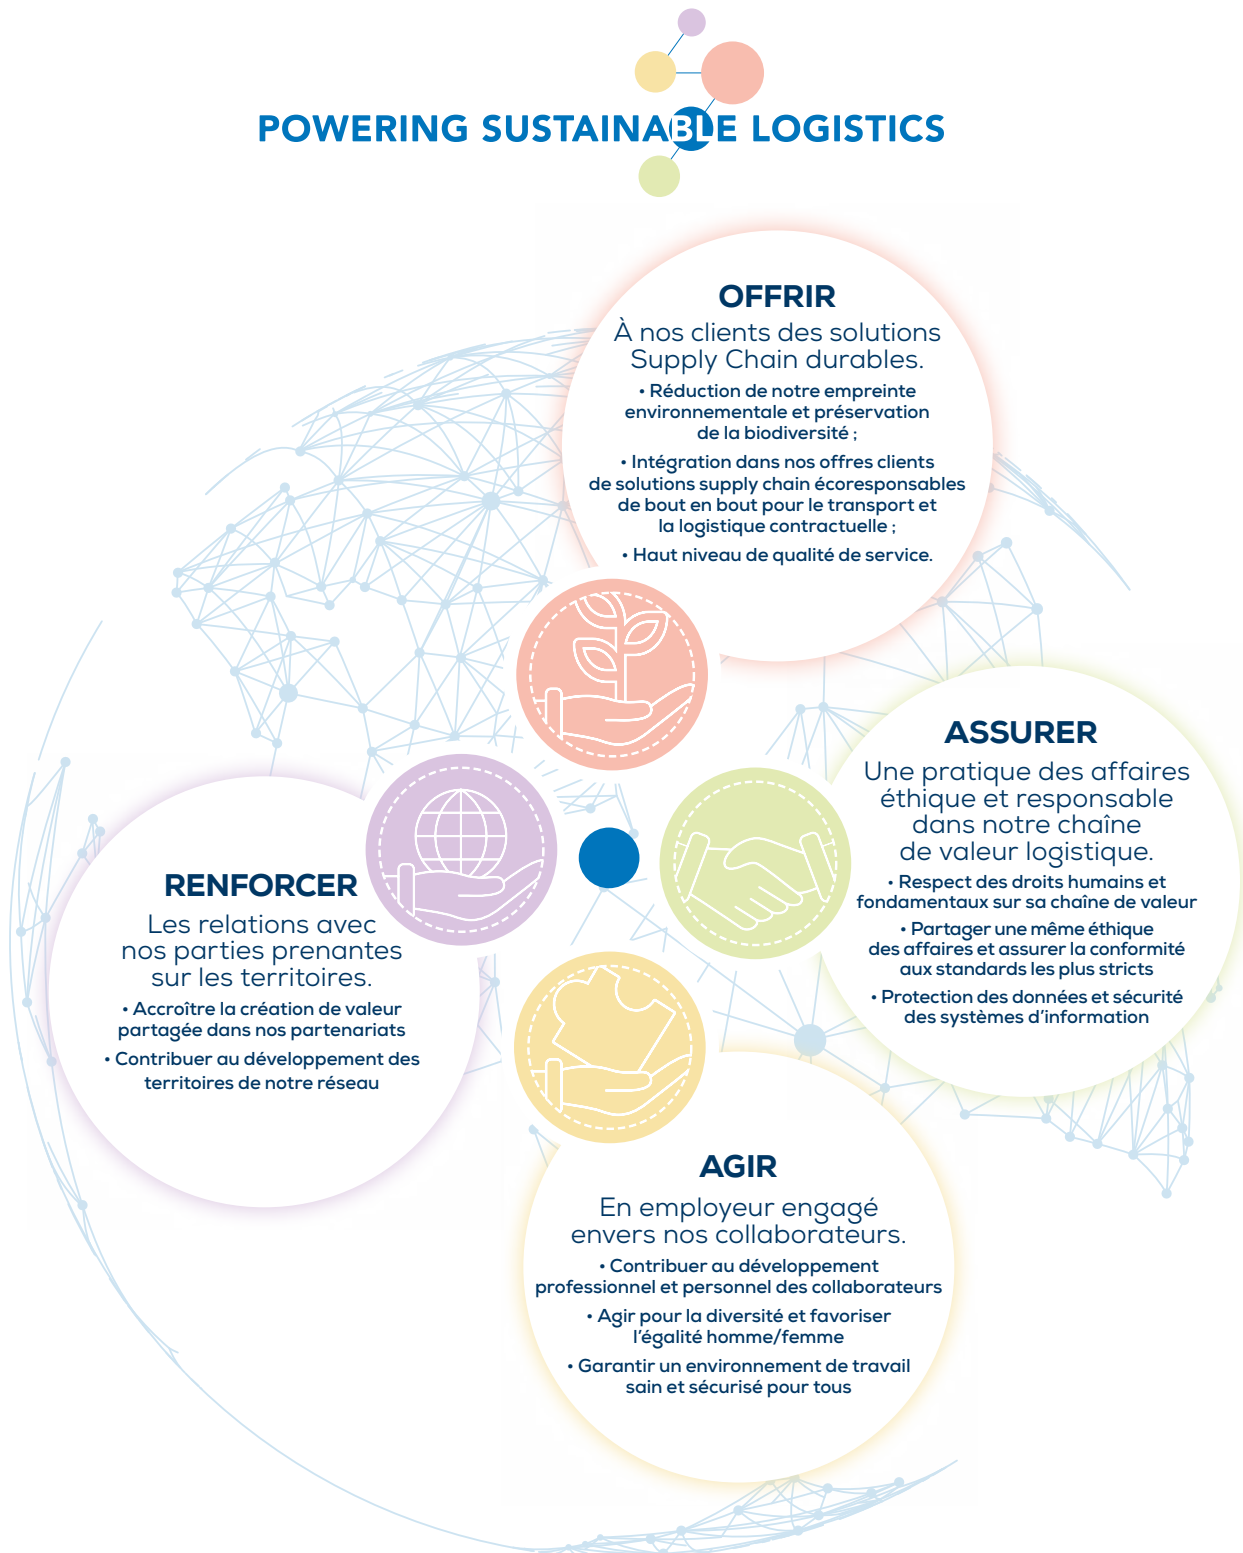 POWERING SUSTAINABLE LOGISTICS
OFFRIR
À nos clients des solutions
Supply Chain durables.
• Réduction de notre empreinte
environnementale et préservation
de la biodiversité ;
• Intégration dans nos offres clients
de solutions supply chain écoresponsables
de bout en bout pour le transport et
la logistique contractuelle ;
• Haut niveau de qualité de service.
ASSURER
Une pratique des affaires
éthique et responsable
dans notre chaîne
de valeur logistique.
• Respect des droits humains et
fondamentaux sur sa chaîne de valeur
• Partager une même éthique
des affaires et assurer la conformité
aux standards les plus stricts
• Protection des données et sécurité
des systèmes d'information
RENFORCER
Les relations avec
nos parties prenantes
sur les territoires.
• Accroître la création de valeur
partagée dans nos partenariats
• Contribuer au développement des
territoires de notre réseau
AGIR
En employeur engagé
envers nos collaborateurs.
• Contribuer au développement
professionnel et personnel des collaborateurs
• Agir pour la diversité et favoriser
l'égalité homme/femme
• Garantir un environnement de travail
sain et sécurisé pour tous